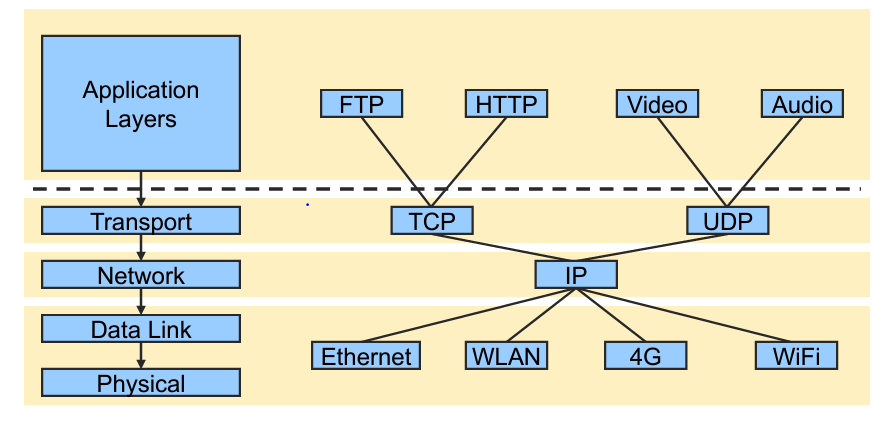 Application
Layers
FTP
HTTP
Video
Audio
Transport
TCP
UDP
Network
IP
Data Link
Ethernet
WLAN
4G
WiFi
Physical